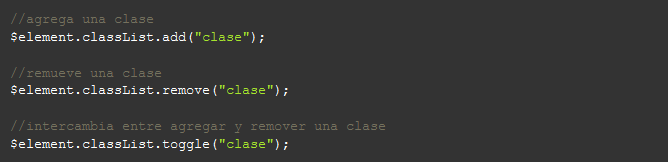 //agrega una clase
$element.classList.add("clase");
//remueve una clase
$element.classList.remove("clase");
//intercambia entre agregar y remover una clase
$element.classList.toggle("clase");